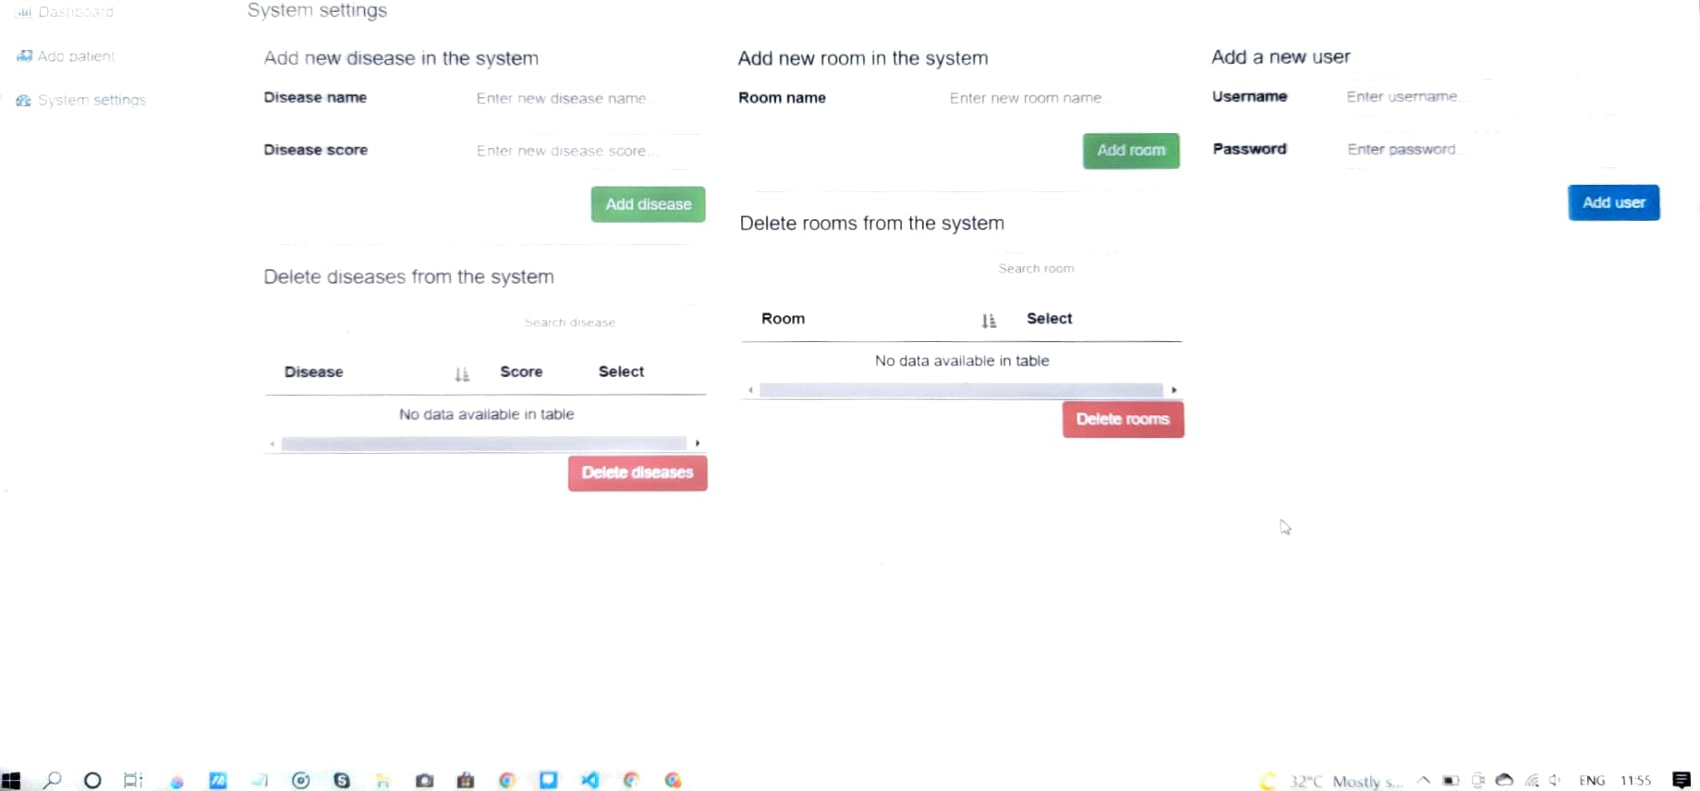 Dashboard
Add patient
System settings
System settings
Add new disease in the system
Disease name
Enter new disease name
Disease score
Enter new disease score...
Add disease
Delete diseases from the system
Search disease
Disease Score Select
No data available in table
Delete diseases
Add new room in the system
Room name
Enter new room name
Add room
Delete rooms from the system
Search room
Room Select
No data available in table
Delete rooms
Add a new user
Username
Enter username...
Password
Enter password...
Add user
32°C Mostly s... ENG 11:55